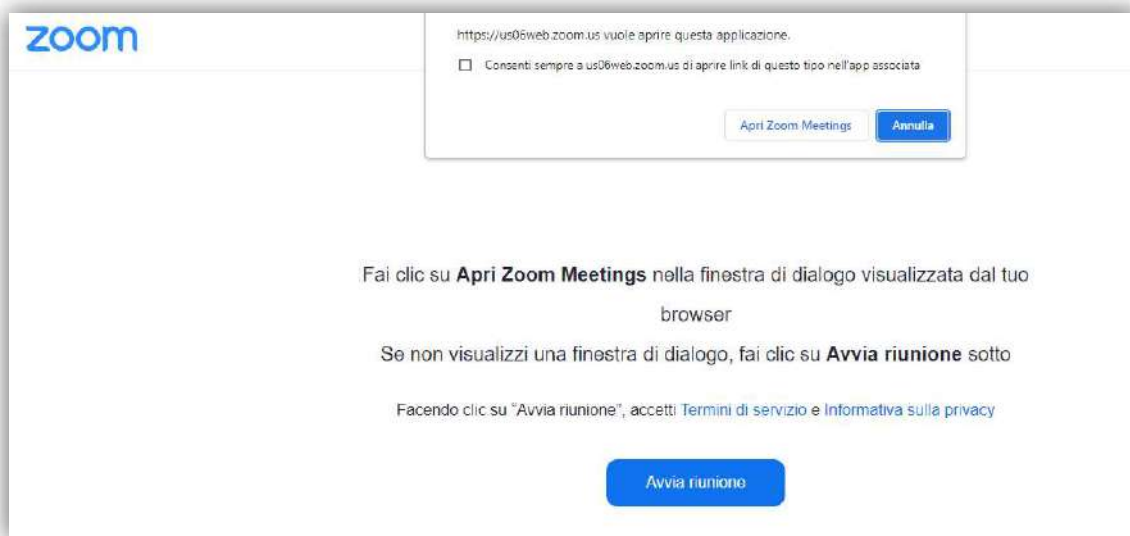 zoom
https://us06web.zoom.us vuole aprire questa applicazione.
Consenti sempre a us06web.zoom.us di aprire link di questo tipo nell'app associata
Apri Zoom Meetings
Annulla
Fai clic su Apri Zoom Meetings nella finestra di dialogo visualizzata dal tuo
browser
Se non visualizzi una finestra di dialogo, fai clic su Avvia riunione sotto
Facendo clic su "Avvia riunione", accetti Termini di servizio e Informativa sulla privacy
Avvia riunione